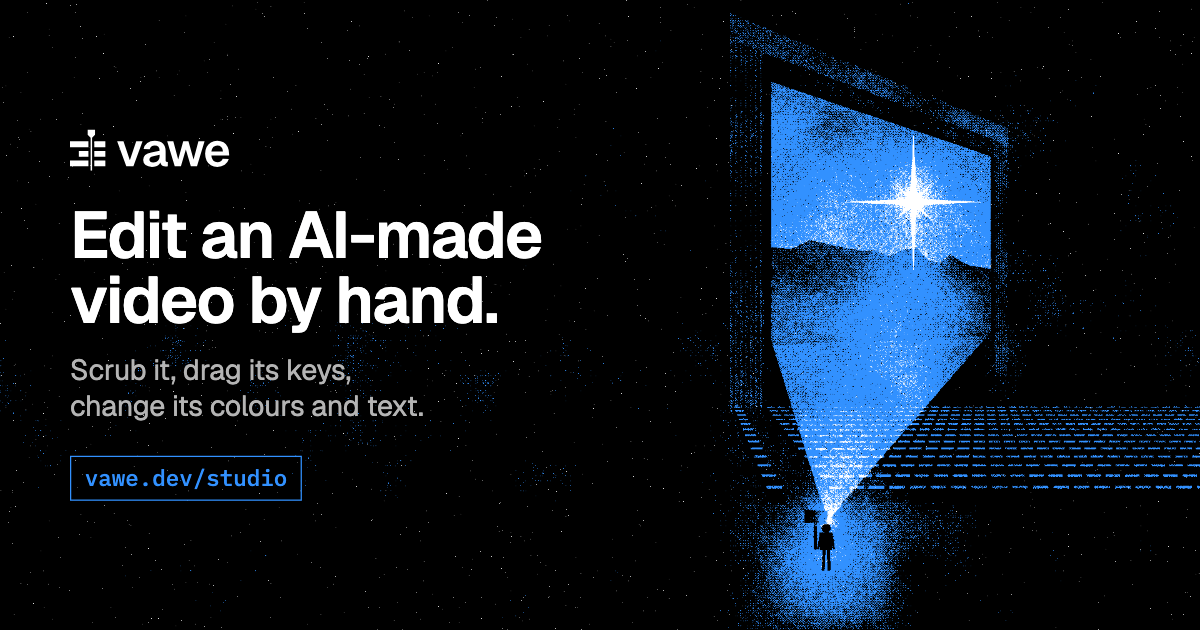 vawe
Edit an AI-made
video by hand.
Scrub it, drag its keys,
change its colours and text.
vawe.dev/studio